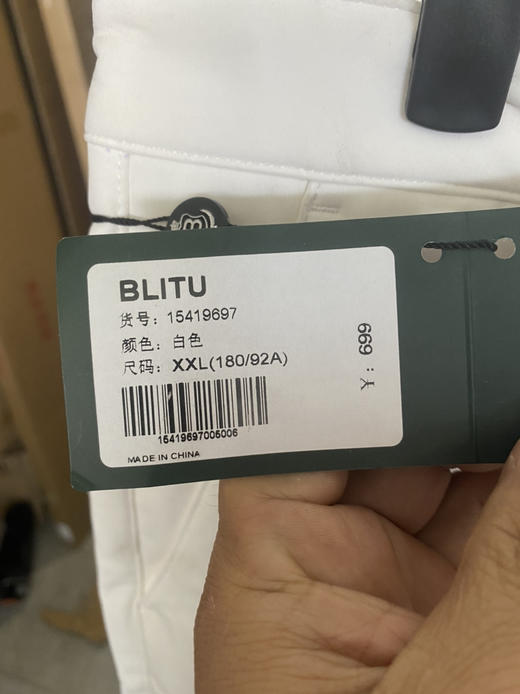 BLITU
货号: 15419697
颜色: 白色
尺码: XXL(180/92A)
15419697005006
MADE IN CHINA
¥: 699
B